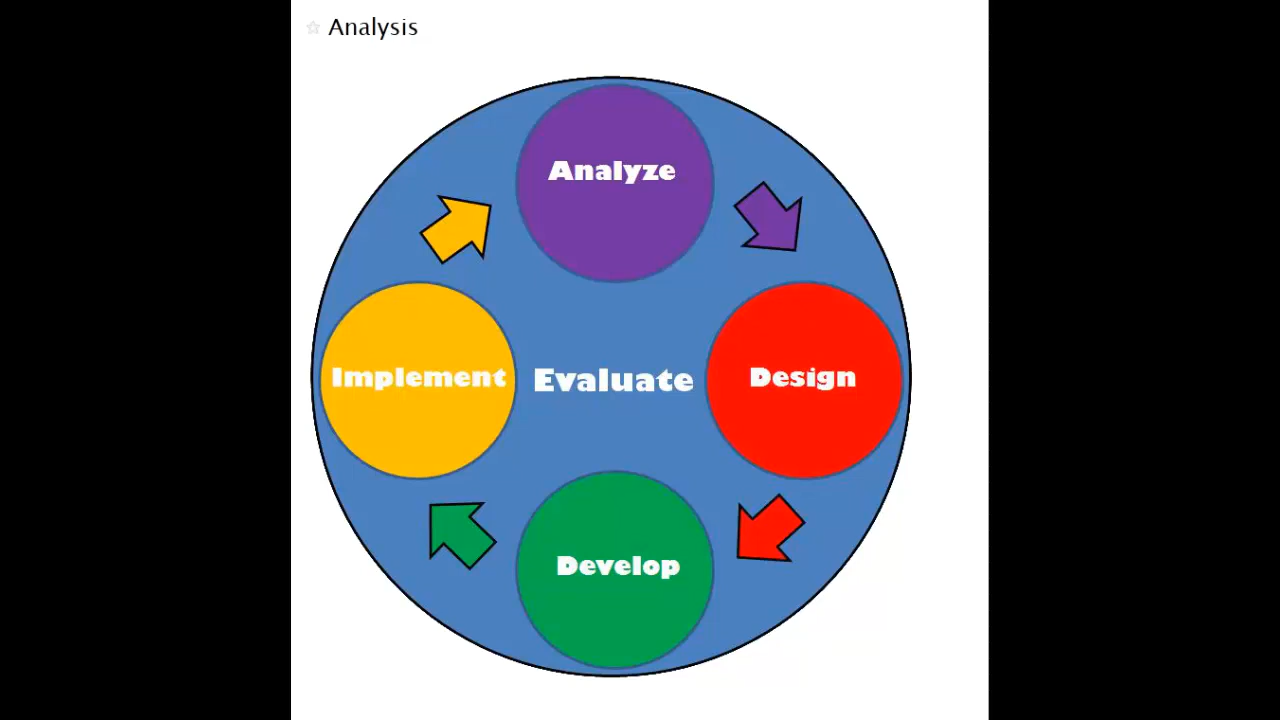 Analysis
Analyze
Implement
Evaluate
Design
Develop